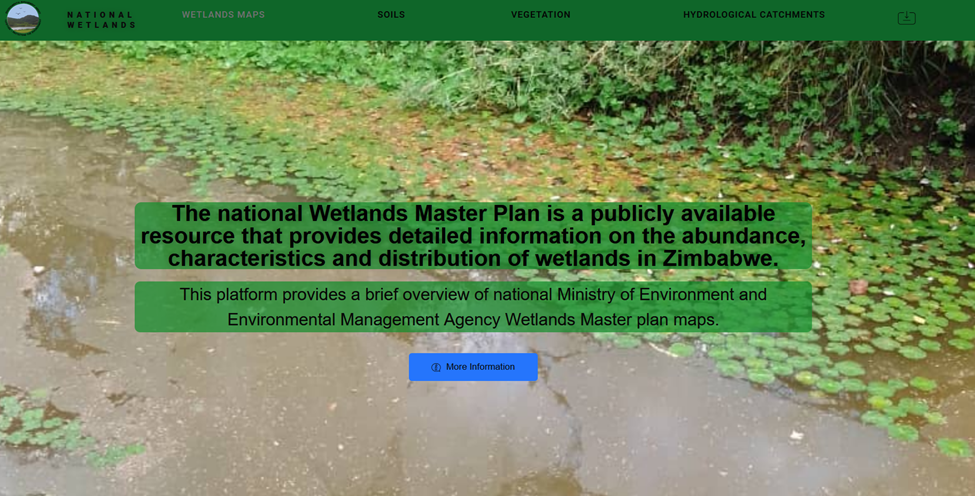 NATIONAL
WETLANDS
WETLANDS MAPS
SOILS
VEGETATION
HYDROLOGICAL CATCHMENTS
The national Wetlands Master Plan is a publicly available
resource that provides detailed information on the abundance,
characteristics and distribution of wetlands in Zimbabwe.
This platform provides a brief overview of national Ministry of Environment and
Environmental Management Agency Wetlands Master plan maps.
More Information